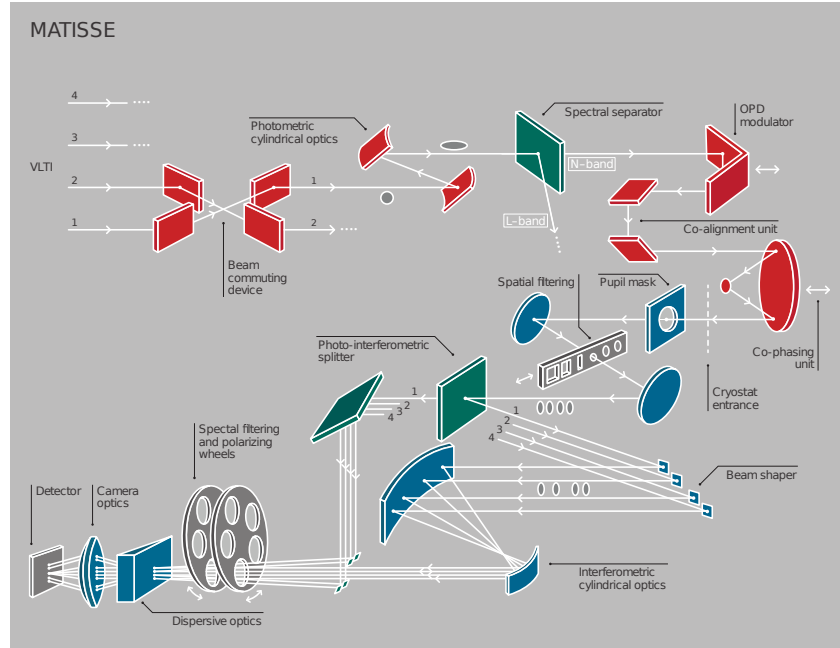 MATISSE
4
3
VLTI
2
1
1
2
Beam
commuting
device
Photometric
cylindrical optics
Spectral separator
N-band
L-band
OPD
modulator
Co-alignment unit
Co-phasing
unit
Pupil mask
Spatial filtering
Cryostat
entrance
Photo-interferometric
splitter
1
2
3
4
1
2
3
4
Beam shaper
Interferometric
cylindrical optics
Spectal filtering
and polarizing
wheels
Detector
Camera
optics
Dispersive optics